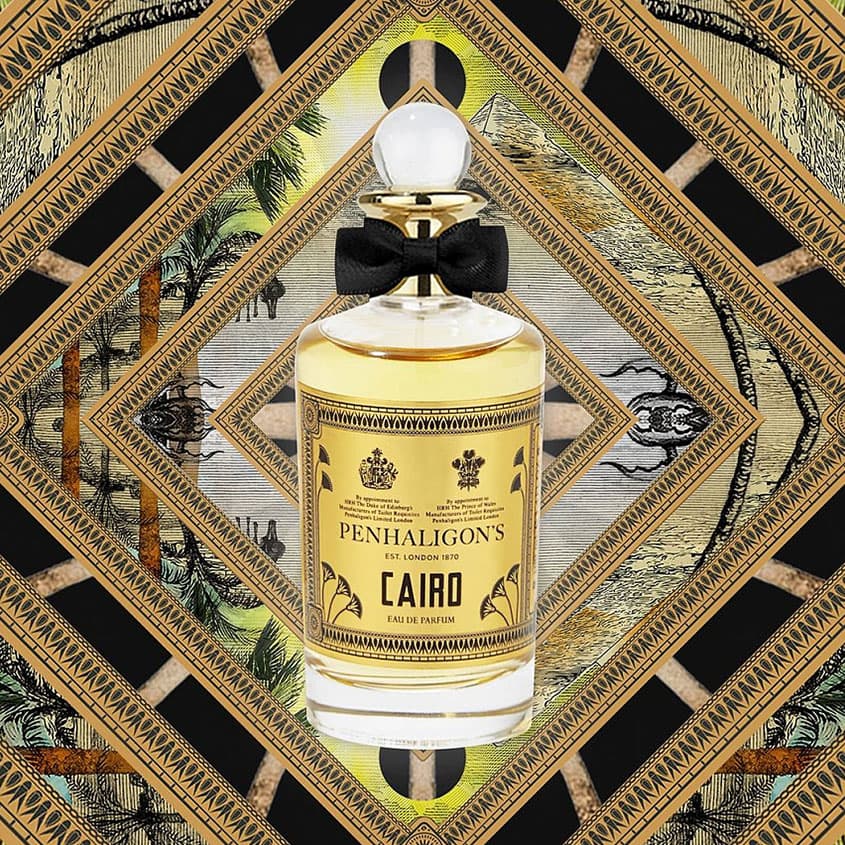 By appointment to
HRH The Duke of Edinburgh
Manufacturers of Toilet Requisites
Penhaligon's Limited London
By appointment to
HRH The Prince of Wales
Manufacturers of Toilet Requisites
Penhaligon's Limited London
PENHALIGON'S
EST. LONDON 1870
CAIRO
EAU DE PARFUM